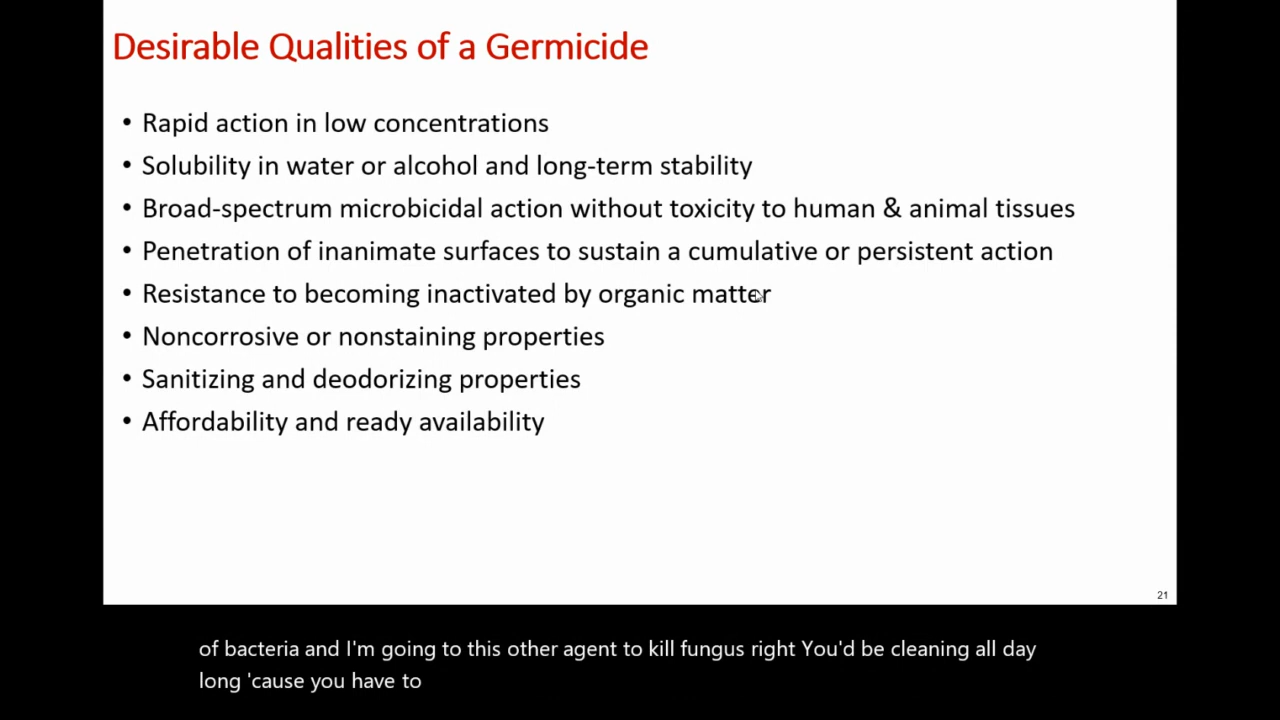 Desirable Qualities of a Germicide
• Rapid action in low concentrations
• Solubility in water or alcohol and long-term stability
• Broad-spectrum microbicidal action without toxicity to human & animal tissues
• Penetration of inanimate surfaces to sustain a cumulative or persistent action
• Resistance to becoming inactivated by organic matter
• Noncorrosive or nonstaining properties
• Sanitizing and deodorizing properties
• Affordability and ready availability
21
of bacteria and I'm going to this other agent to kill fungus right You'd be cleaning all day
long 'cause you have to